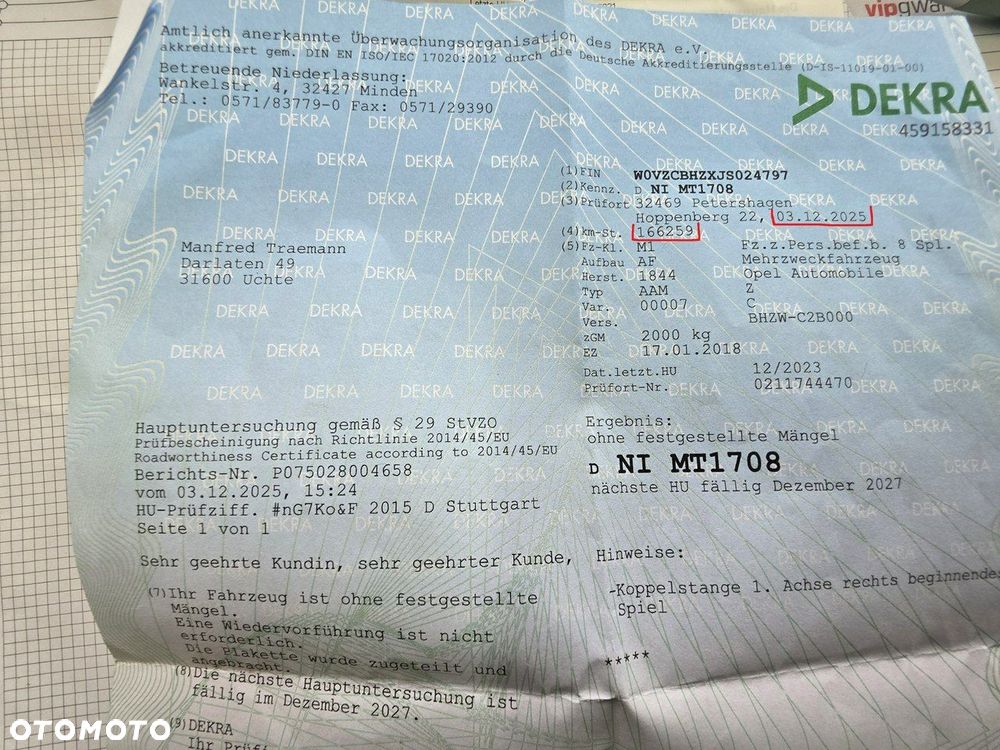 vipgwar
Amtlich anerkannte Überwachungsorganisation des DEKRA e.V.
akkreditiert gem. DIN EN ISO/IEC 17020:2012 durch die Deutsche Akkreditierungsstelle (D-IS-11019-01-00)
Betreuende Niederlassung:
Wankelstr. 4, 32427 Minden
Tel.: 0571/83779-0 Fax: 0571/29390
DEKRA
459158331
(1) FIN W0VZCBHZXJS024797
(2) Kennz. D NI MT1708
(3) Prüfort 32469 Petershagen
Hoppenberg 22, 03.12.2025
(4) km-St. 166259
(5) Fz-Kl. M1 Fz.z.Pers.bef.b. 8 Spl.
Aufbau AF Mehrzweckfahrzeug
Herst. 1844 Opel Automobile
Typ AAM Z
Var. 00007 C
Vers. BHZW-C2B000
zGM 2000 kg
EZ 17.01.2018
Dat.letzt.HU 12/2023
Prüfort-Nr. 0211744470
Manfred Traemann
Darlaten 49
31600 Uchte
Hauptuntersuchung gemäß § 29 StVZO
Prüfbescheinigung nach Richtlinie 2014/45/EU
Roadworthiness Certificate according to 2014/45/EU
Berichts-Nr. P075028004658
vom 03.12.2025, 15:24
HU-Prüfziff. #nG7Ko&F 2015 D Stuttgart
Seite 1 von 1
Ergebnis:
ohne festgestellte Mängel
D NI MT1708
nächste HU fällig Dezember 2027
Sehr geehrte Kundin, sehr geehrter Kunde,
(7) Ihr Fahrzeug ist ohne festgestellte
Mängel.
Eine Wiedervorführung ist nicht
erforderlich.
Die Plakette wurde zugeteilt und
angebracht.
(8) Die nächste Hauptuntersuchung ist
fällig im Dezember 2027.
(9) DEKRA
Hinweise:
-Koppelstange 1. Achse rechts beginnendes
Spiel
*****
OTOMOTO